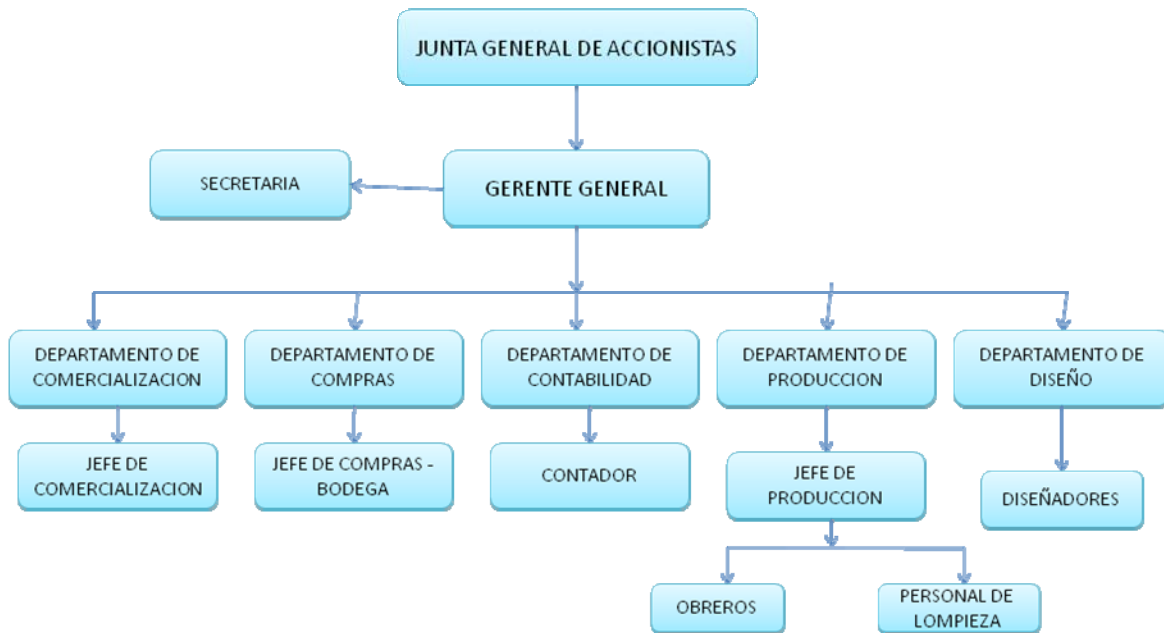 JUNTA GENERAL DE ACCIONISTAS
SECRETARIA
GERENTE GENERAL
DEPARTAMENTO DE
COMERCIALIZACION
DEPARTAMENTO DE
COMPRAS
DEPARTAMENTO DE
CONTABILIDAD
DEPARTAMENTO DE
PRODUCCION
DEPARTAMENTO DE
DISEÑO
JEFE DE
COMERCIALIZACION
JEFE DE COMPRAS -
BODEGA
CONTADOR
JEFE DE
PRODUCCION
DISEÑADORES
OBREROS
PERSONAL DE
LOMPIEZA